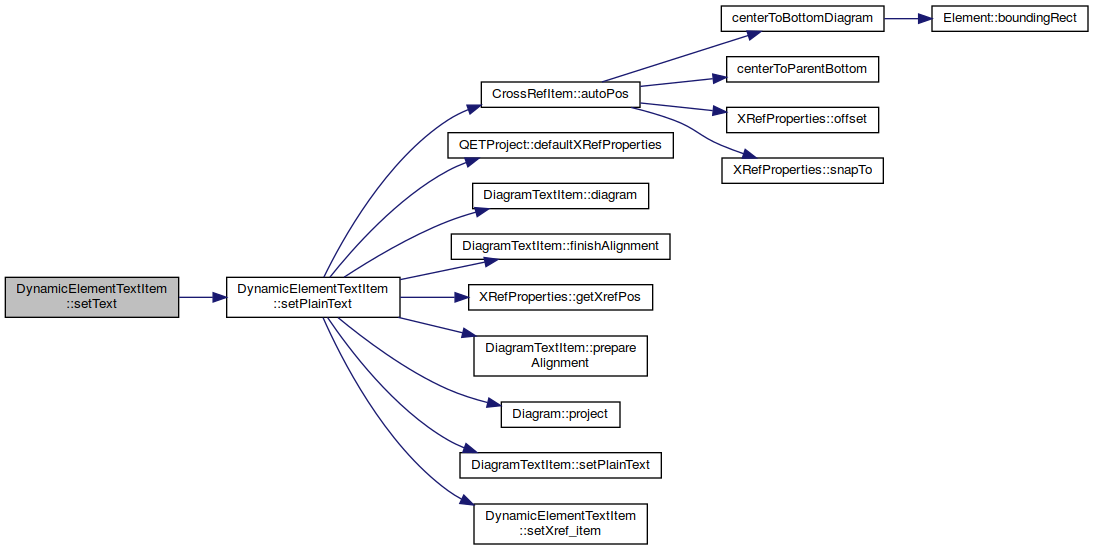 DynamicElementTextItem
::setText
DynamicElementTextItem
::setPlainText
CrossRefItem::autoPos
centerToBottomDiagram
Element::boundingRect
centerToParentBottom
XRefProperties::offset
XRefProperties::snapTo
QETProject::defaultXRefProperties
DiagramTextItem::diagram
DiagramTextItem::finishAlignment
XRefProperties::getXrefPos
DiagramTextItem::prepare
Alignment
Diagram::project
DiagramTextItem::setPlainText
DynamicElementTextItem
::setXref_item